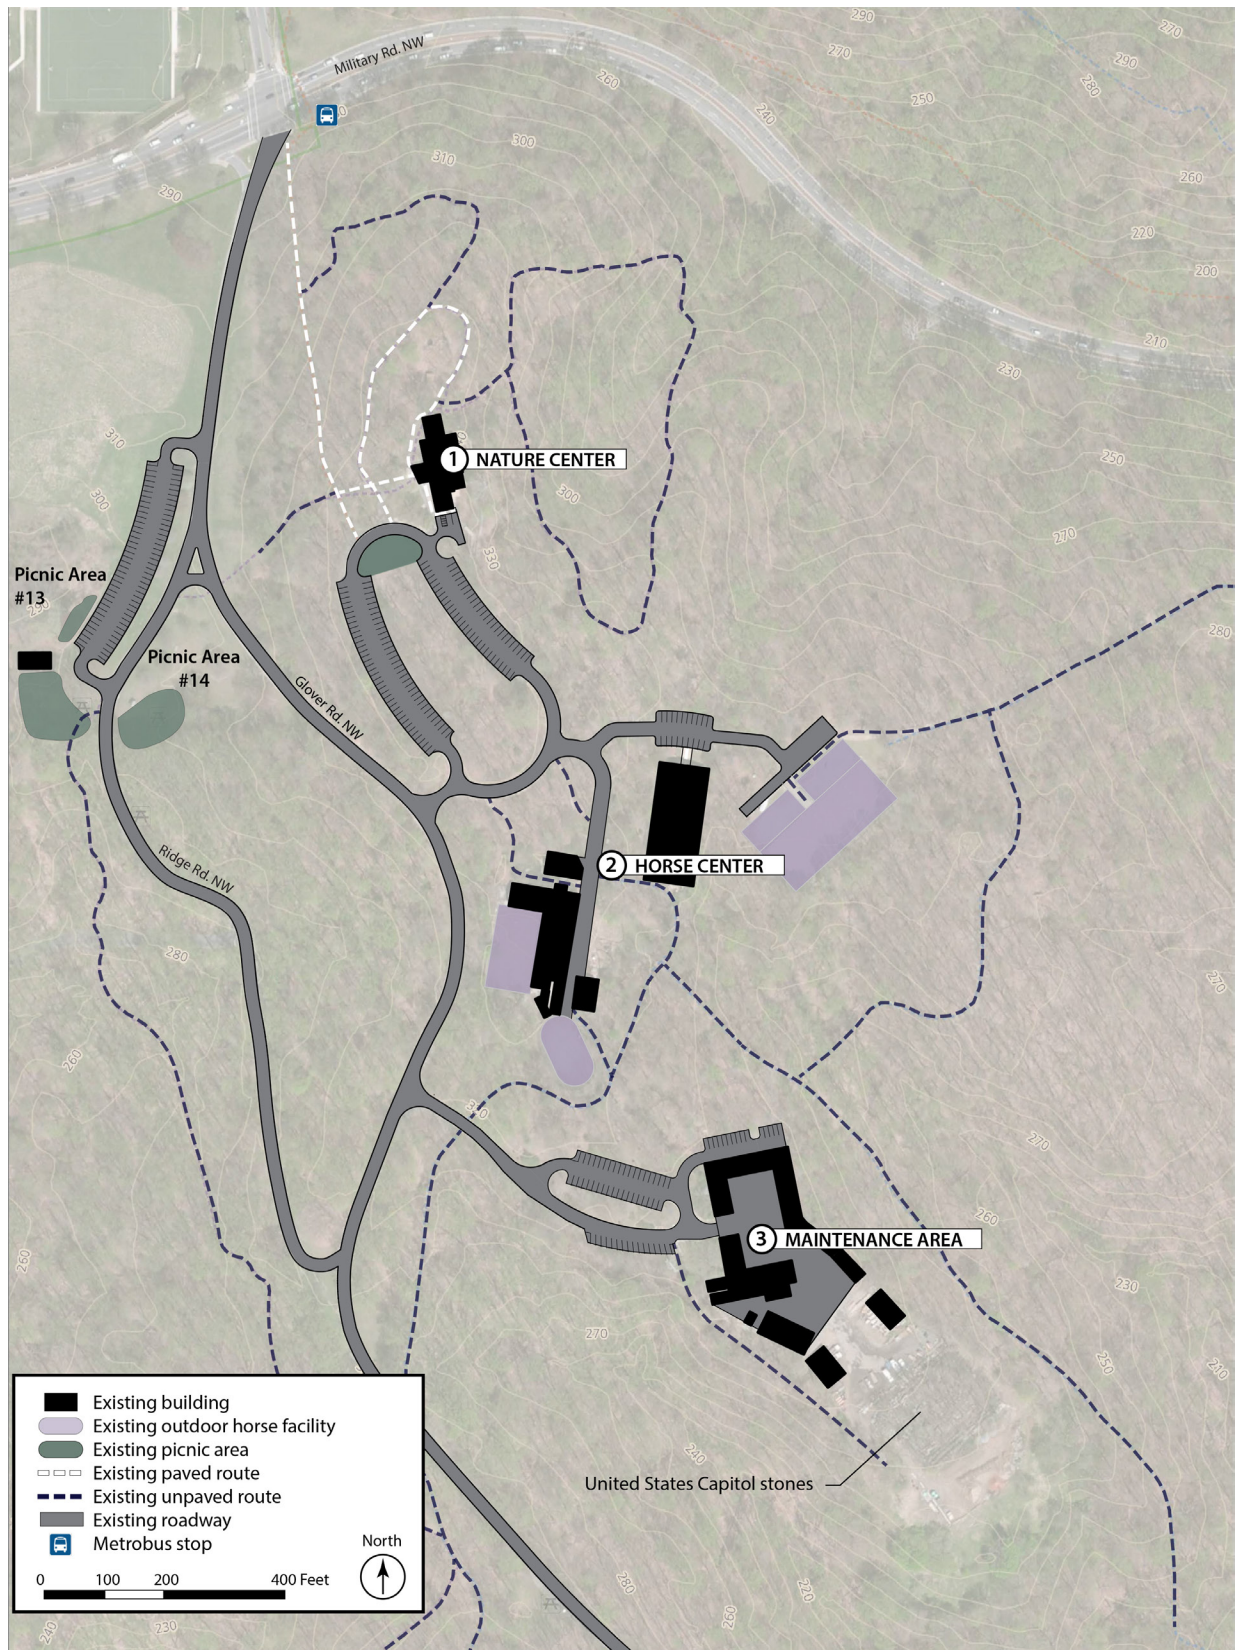 290
270
290
280
Military Rd. NW
260
250
240
300
310
290
260
220
200
210
230
310
1 NATURE CENTER
250
300
300
270
330
Picnic Area
#13
280
Picnic Area
#14
Glover Rd. NW
2 HORSE CENTER
Ridge Rd. NW
280
270
260
270
260
3 MAINTENANCE AREA
260
230
270
250
210
240
United States Capitol stones
Existing building
Existing outdoor horse facility
Existing picnic area
Existing paved route
Existing unpaved route
Existing roadway
Metrobus stop
North
0 100 200 400 Feet
280
220
260
240
230